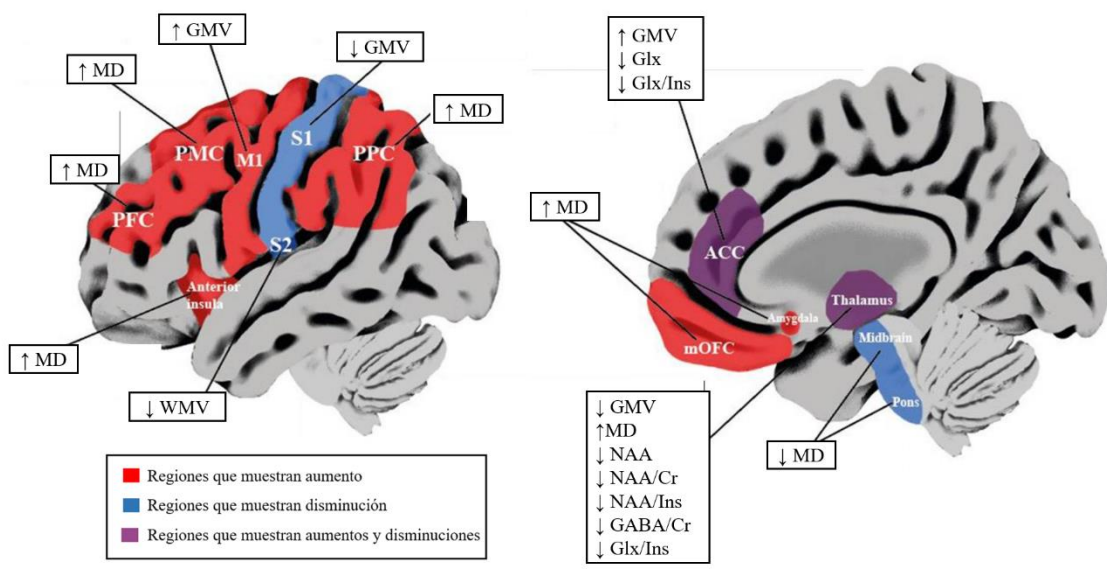 ↑ GMV
↓ GMV
↑ MD
↑ MD
↑ MD
PMC
M1
S1
PPC
PFC
S2
Anterior
insula
↑ MD
↓ WMV
Regiones que muestran aumento
Regiones que muestran disminución
Regiones que muestran aumentos y disminuciones
↑ GMV
↓ Glx
↓ Glx/Ins
↑ MD
ACC
Thalamus
Amygdala
mOFC
Midbrain
Pons
↓ GMV
↑MD
↓ NAA
↓ NAA/Cr
↓ NAA/Ins
↓ GABA/Cr
↓ Glx/Ins
↓ MD